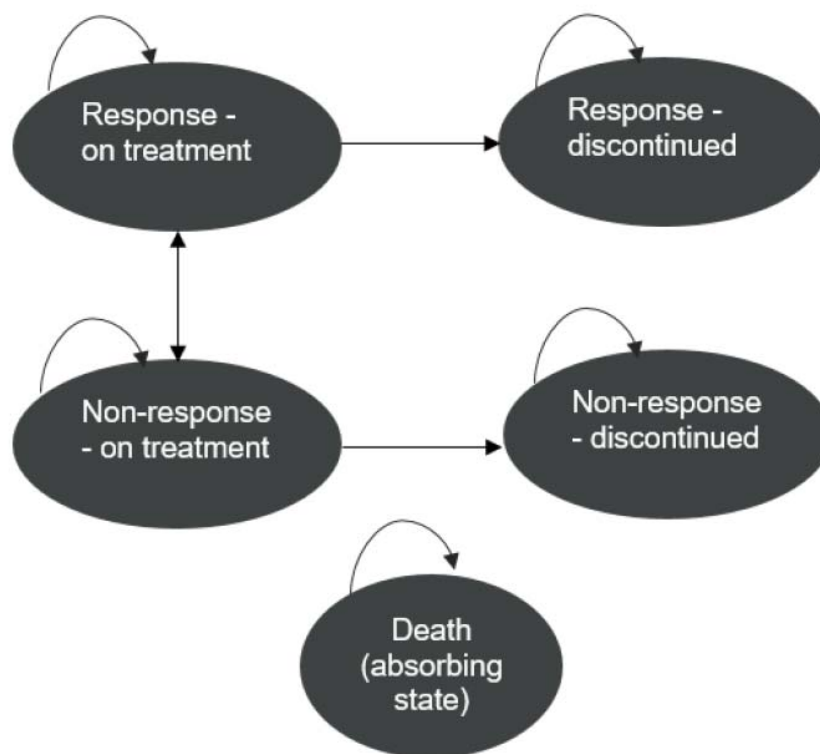 Response -
on treatment
Response -
discontinued
Non-response
- on treatment
Non-response
- discontinued
Death
(absorbing
state)